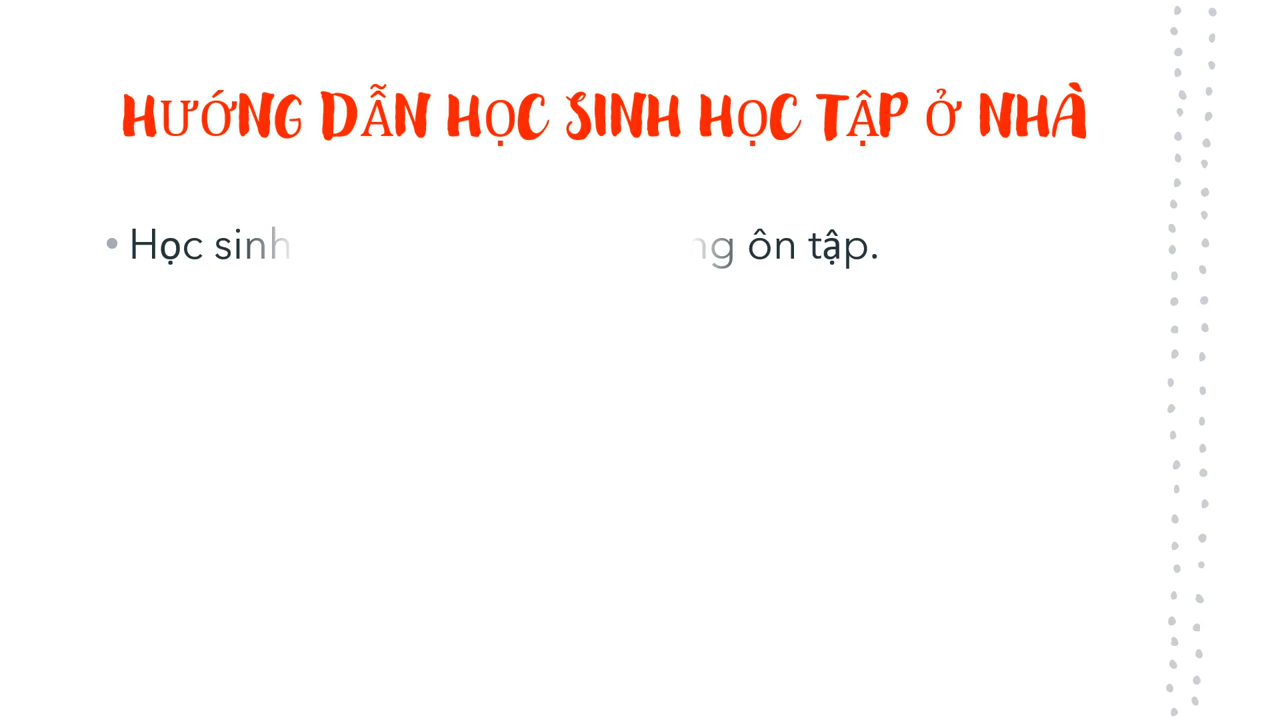 HƯỚNG DẪN HỌC SINH HỌC TẬP Ở NHÀ
• Học sinh ôn tập.